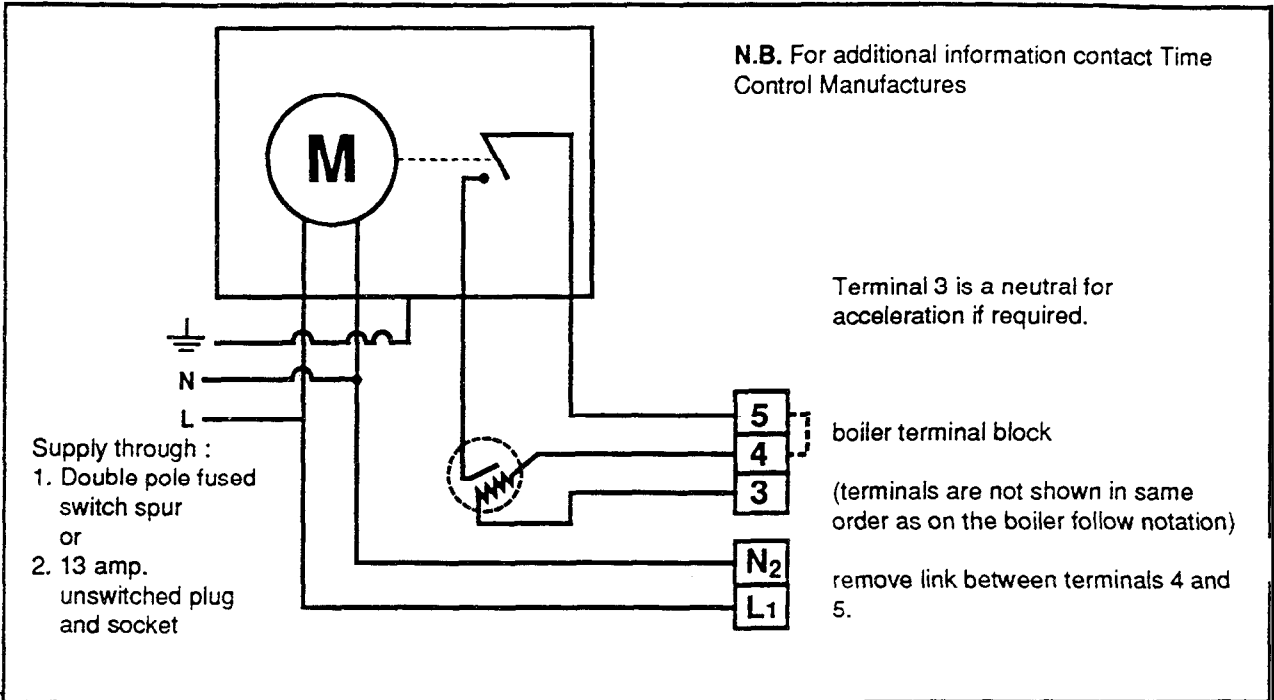 N.B. For additional information contact Time
Control Manufactures
M
Terminal 3 is a neutral for
acceleration if required.
N
L
Supply through :
1. Double pole fused
switch spur
or
2. 13 amp.
unswitched plug
and socket
5
4
3
N2
L1
boiler terminal block
(terminals are not shown in same
order as on the boiler follow notation)
remove link between terminals 4 and
5.